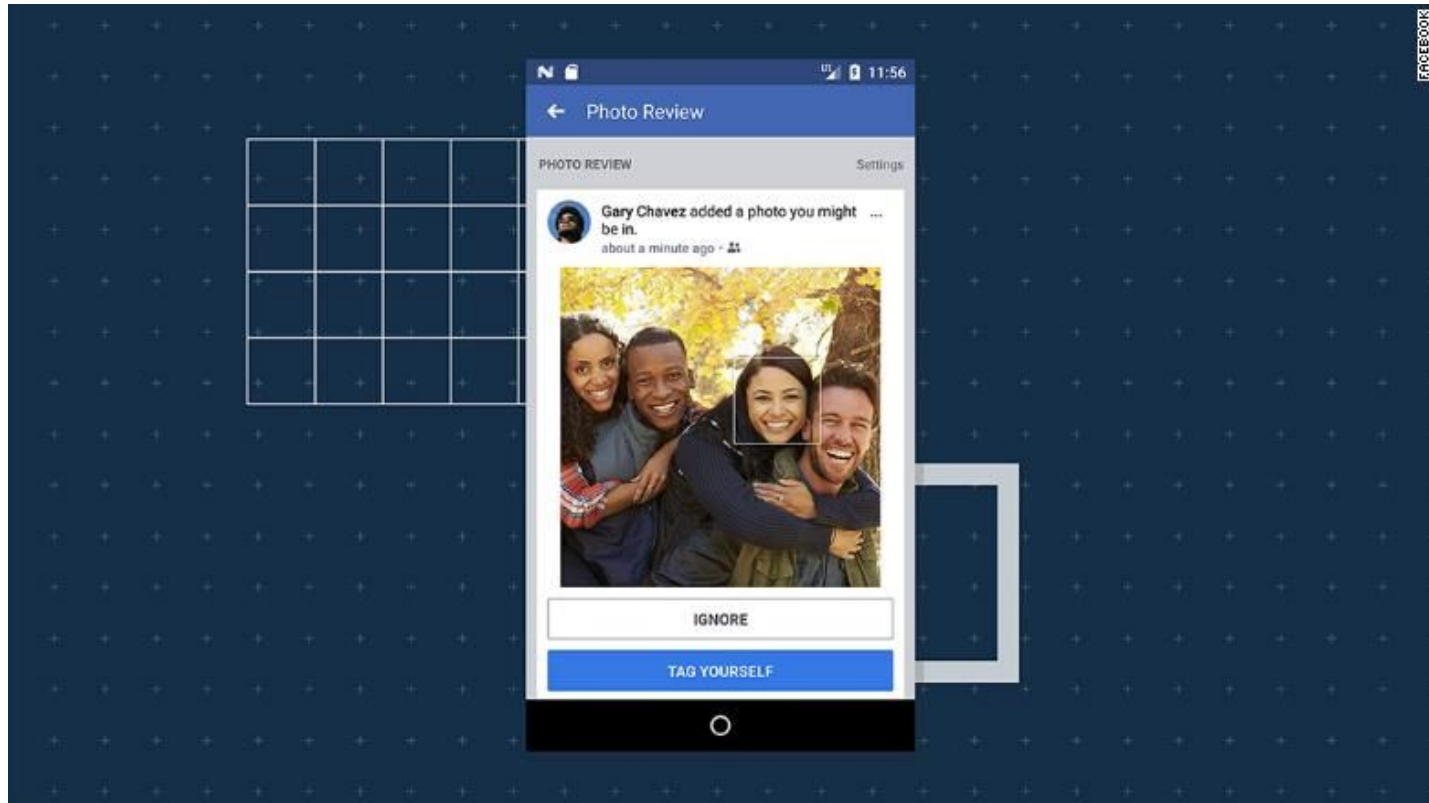 FACEBOOK
11:56
Photo Review
PHOTO REVIEW
Settings
Gary Chavez added a photo you might ...
be in.
about a minute ago
IGNORE
TAG YOURSELF